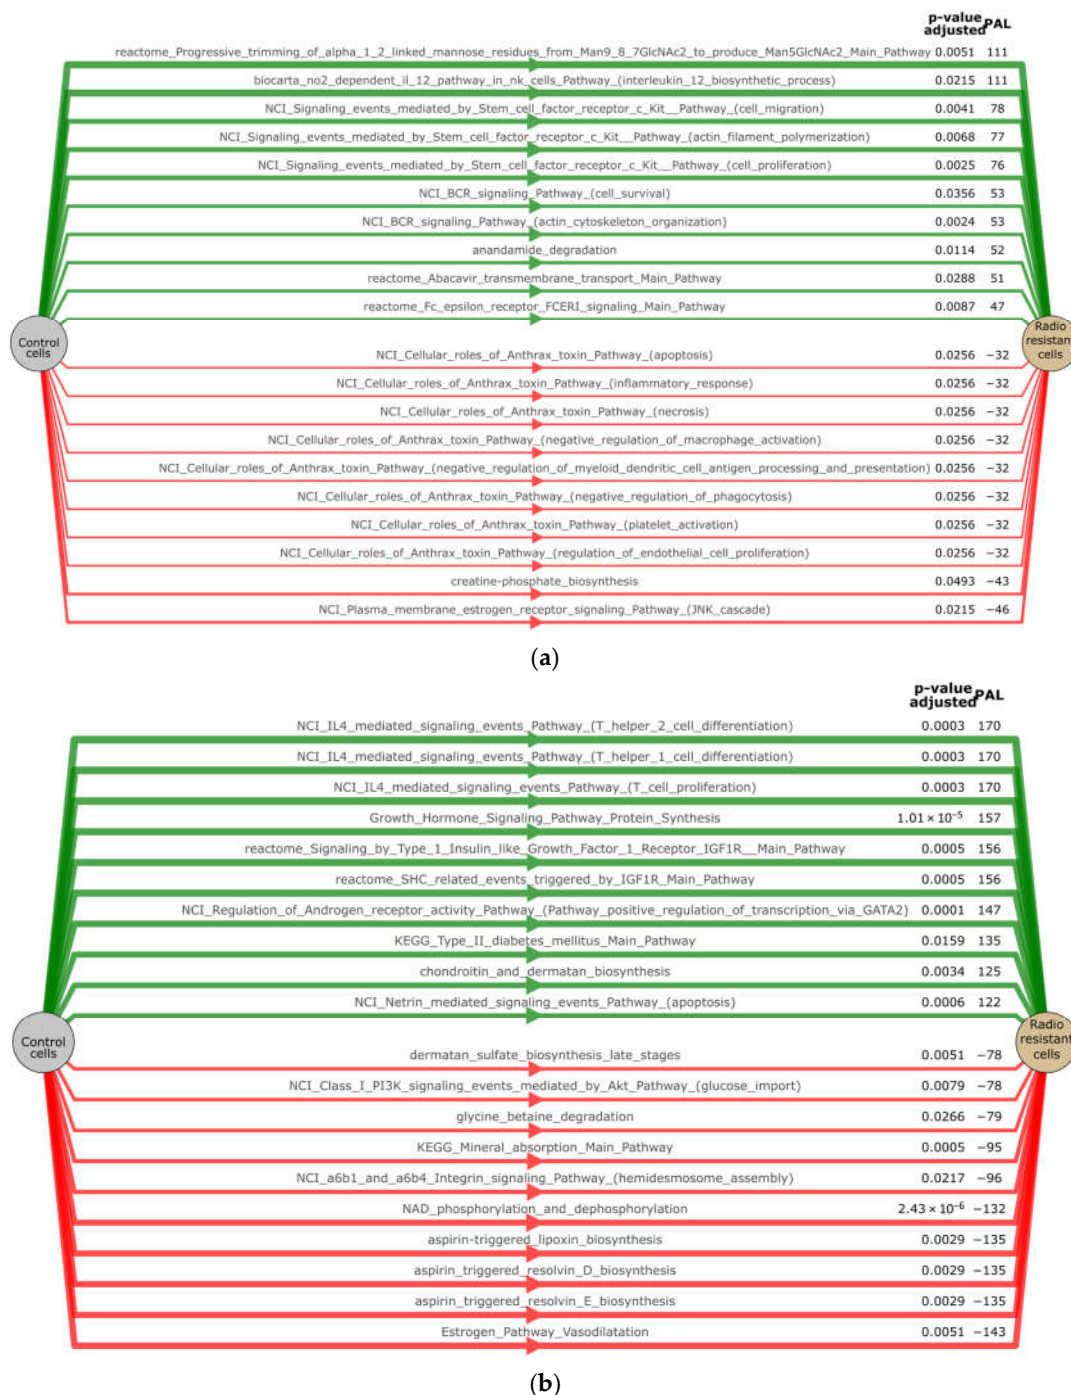 p-value PAL
adjusted
reactome_Progressive_trimming_of_alpha_1_2_linked_mannose_residues_from_Man9_8_7GlcNAc2_to_produce_Man5GlcNAc2_Main_Pathway 0.0051 111
biocarta_no2_dependent_il_12_pathway_in_nk_cells_Pathway_(interleukin_12_biosynthetic_process) 0.0215 111
NCI_Signaling_events_mediated_by_Stem_cell_factor_receptor_c_Kit__Pathway_(cell_migration) 0.0041 78
NCI_Signaling_events_mediated_by_Stem_cell_factor_receptor_c_Kit__Pathway_(actin_filament_polymerization) 0.0068 77
NCI_Signaling_events_mediated_by_Stem_cell_factor_receptor_c_Kit__Pathway_(cell_proliferation) 0.0025 76
NCI_BCR_signaling_Pathway_(cell_survival) 0.0356 53
NCI_BCR_signaling_Pathway_(actin_cytoskeleton_organization) 0.0024 53
anandamide_degradation 0.0114 52
reactome_Abacavir_transmembrane_transport_Main_Pathway 0.0288 51
reactome_Fc_epsilon_receptor_FCERI_signaling_Main_Pathway 0.0087 47
Control
cells
Radio
resistant
cells
NCI_Cellular_roles_of_Anthrax_toxin_Pathway_(apoptosis) 0.0256 −32
NCI_Cellular_roles_of_Anthrax_toxin_Pathway_(inflammatory_response) 0.0256 −32
NCI_Cellular_roles_of_Anthrax_toxin_Pathway_(necrosis) 0.0256 −32
NCI_Cellular_roles_of_Anthrax_toxin_Pathway_(negative_regulation_of_macrophage_activation) 0.0256 −32
NCI_Cellular_roles_of_Anthrax_toxin_Pathway_(negative_regulation_of_myeloid_dendritic_cell_antigen_processing_and_presentation) 0.0256 −32
NCI_Cellular_roles_of_Anthrax_toxin_Pathway_(negative_regulation_of_phagocytosis) 0.0256 −32
NCI_Cellular_roles_of_Anthrax_toxin_Pathway_(platelet_activation) 0.0256 −32
NCI_Cellular_roles_of_Anthrax_toxin_Pathway_(regulation_of_endothelial_cell_proliferation) 0.0256 −32
creatine-phosphate_biosynthesis 0.0493 −43
NCI_Plasma_membrane_estrogen_receptor_signaling_Pathway_(JNK_cascade) 0.0215 −46
(a)
p-value PAL
adjusted
NCI_IL4_mediated_signaling_events_Pathway_(T_helper_2_cell_differentiation) 0.0003 170
NCI_IL4_mediated_signaling_events_Pathway_(T_helper_1_cell_differentiation) 0.0003 170
NCI_IL4_mediated_signaling_events_Pathway_(T_cell_proliferation) 0.0003 170
Growth_Hormone_Signaling_Pathway_Protein_Synthesis 1.01 × 10⁻⁵ 157
reactome_Signaling_by_Type_1_Insulin_like_Growth_Factor_1_Receptor_IGF1R__Main_Pathway 0.0005 156
reactome_SHC_related_events_triggered_by_IGF1R_Main_Pathway 0.0005 156
NCI_Regulation_of_Androgen_receptor_activity_Pathway_(Pathway_positive_regulation_of_transcription_via_GATA2) 0.0001 147
KEGG_Type_II_diabetes_mellitus_Main_Pathway 0.0159 135
chondroitin_and_dermatan_biosynthesis 0.0034 125
NCI_Netrin_mediated_signaling_events_Pathway_(apoptosis) 0.0006 122
Control
cells
Radio
resistant
cells
dermatan_sulfate_biosynthesis_late_stages 0.0051 −78
NCI_Class_I_PI3K_signaling_events_mediated_by_Akt_Pathway_(glucose_import) 0.0079 −78
glycine_betaine_degradation 0.0266 −79
KEGG_Mineral_absorption_Main_Pathway 0.0005 −95
NCI_a6b1_and_a6b4_Integrin_signaling_Pathway_(hemidesmosome_assembly) 0.0217 −96
NAD_phosphorylation_and_dephosphorylation 2.43 × 10⁻⁶ −132
aspirin-triggered_lipoxin_biosynthesis 0.0029 −135
aspirin_triggered_resolvin_D_biosynthesis 0.0029 −135
aspirin_triggered_resolvin_E_biosynthesis 0.0029 −135
Estrogen_Pathway_Vasodilatation 0.0051 −143
(b)